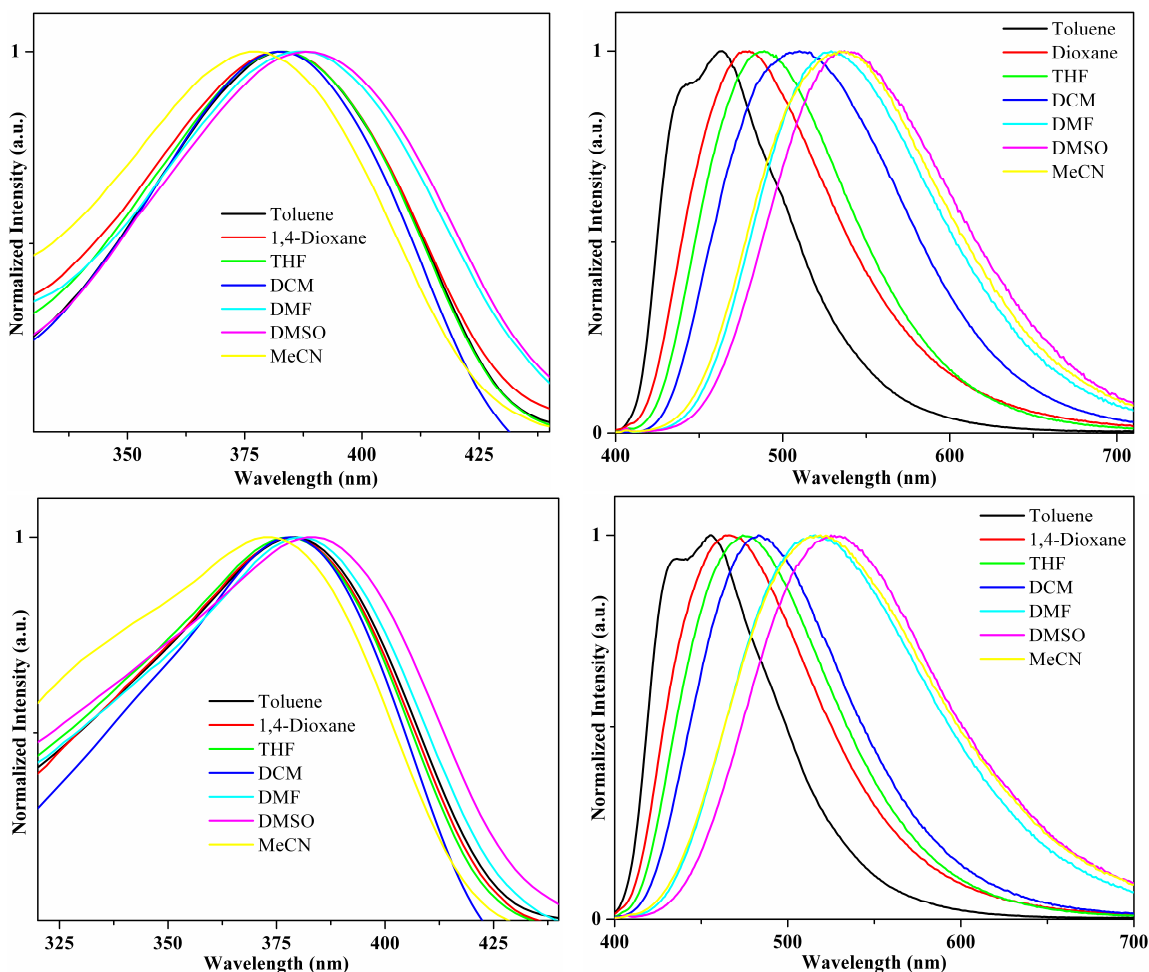 Normalized Intensity (a.u.)
1
Toluene
1,4-Dioxane
THF
DCM
DMF
DMSO
MeCN
350
375
400
425
Wavelength (nm)
Normalized Intensity (a.u.)
1
0
Toluene
Dioxane
THF
DCM
DMF
DMSO
MeCN
400
500
600
700
Wavelength (nm)
Normalized Intensity (a.u.)
1
Toluene
1,4-Dioxane
THF
DCM
DMF
DMSO
MeCN
325
350
375
400
425
Wavelength (nm)
Normalized Intensity (a.u.)
1
0
Toluene
1,4-Dioxane
THF
DCM
DMF
DMSO
MeCN
400
500
600
700
Wavelength (nm)